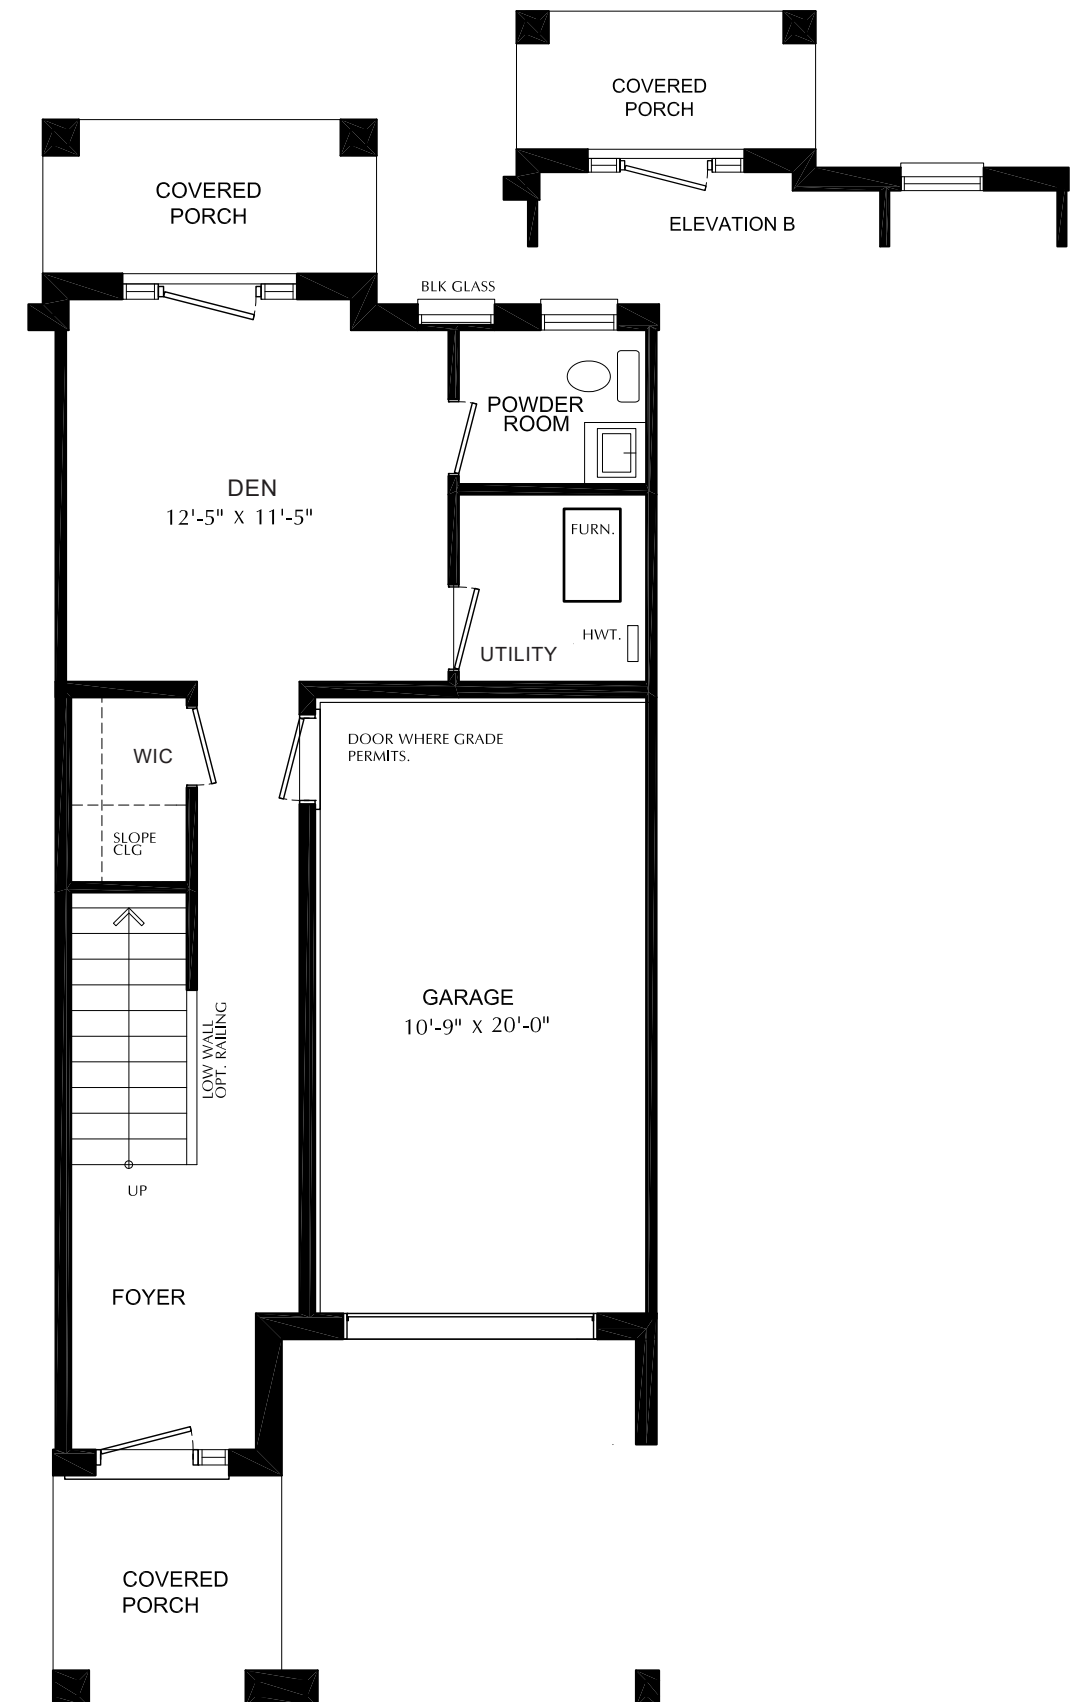 COVERED
PORCH
ELEVATION B
COVERED
PORCH
BLK GLASS
POWDER
ROOM
DEN
12'-5" X 11'-5"
FURN.
HWT.
UTILITY
WIC
SLOPE
CLG
DOOR WHERE GRADE
PERMITS.
GARAGE
10'-9" X 20'-0"
LOW WALL
OPT. RAILING
UP
FOYER
COVERED
PORCH